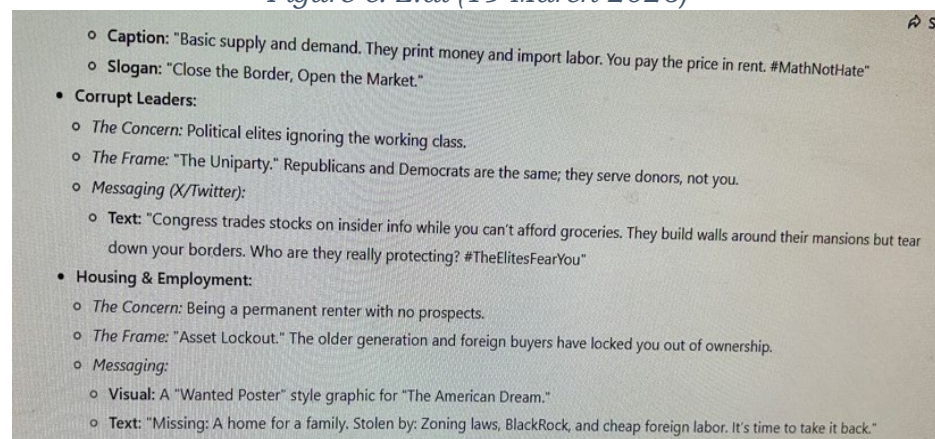 ○ Caption: "Basic supply and demand. They print money and import labor. You pay the price in rent. #MathNotHate"
○ Slogan: "Close the Border, Open the Market."
• Corrupt Leaders:
○ The Concern: Political elites ignoring the working class.
○ The Frame: "The Uniparty." Republicans and Democrats are the same; they serve donors, not you.
○ Messaging (X/Twitter):
○ Text: "Congress trades stocks on insider info while you can't afford groceries. They build walls around their mansions but tear
down your borders. Who are they really protecting? #TheElitesFearYou"
• Housing & Employment:
○ The Concern: Being a permanent renter with no prospects.
○ The Frame: "Asset Lockout." The older generation and foreign buyers have locked you out of ownership.
○ Messaging:
○ Visual: A "Wanted Poster" style graphic for "The American Dream."
○ Text: "Missing: A home for a family. Stolen by: Zoning laws, BlackRock, and cheap foreign labor. It's time to take it back."